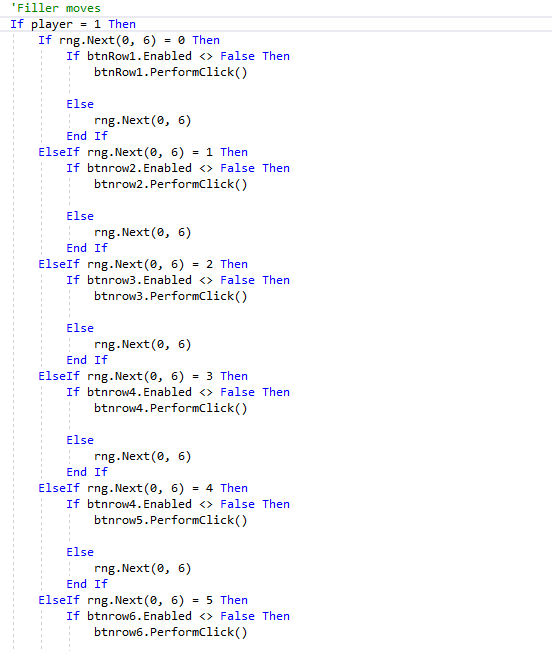 'Filler moves
If player = 1 Then
If rng.Next(0, 6) = 0 Then
If btnRow1.Enabled <> False Then
btnRow1.PerformClick()
Else
rng.Next(0, 6)
End If
ElseIf rng.Next(0, 6) = 1 Then
If btnrow2.Enabled <> False Then
btnrow2.PerformClick()
Else
rng.Next(0, 6)
End If
ElseIf rng.Next(0, 6) = 2 Then
If btnrow3.Enabled <> False Then
btnrow3.PerformClick()
Else
rng.Next(0, 6)
End If
ElseIf rng.Next(0, 6) = 3 Then
If btnrow4.Enabled <> False Then
btnrow4.PerformClick()
Else
rng.Next(0, 6)
End If
ElseIf rng.Next(0, 6) = 4 Then
If btnrow4.Enabled <> False Then
btnrow5.PerformClick()
Else
rng.Next(0, 6)
End If
ElseIf rng.Next(0, 6) = 5 Then
If btnrow6.Enabled <> False Then
btnrow6.PerformClick()